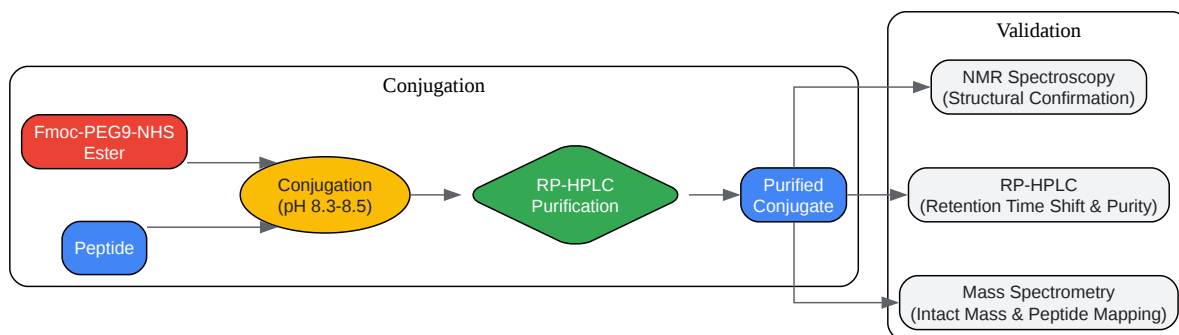 Conjugation
Fmoc-PEG9-NHS
Ester
Peptide
Conjugation
(pH 8.3-8.5)
RP-HPLC
Purification
Purified
Conjugate
Validation
NMR Spectroscopy
(Structural Confirmation)
RP-HPLC
(Retention Time Shift & Purity)
Mass Spectrometry
(Intact Mass & Peptide Mapping)